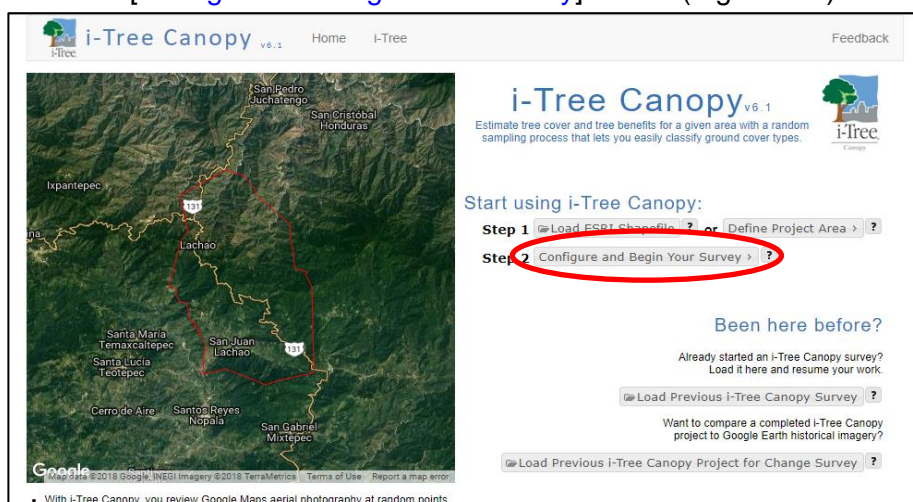 i-Tree Canopy v6.1 Home i-Tree Feedback
i-Tree
San Pedro
Juchatengo
San Cristóbal
Honduras
Ixpantepec
131
Lachao
Santa María
Temaxcaltepec
San Juan
Lachao
131
Santa Lucía
Teotepec
Cerro de Aire
Santos Reyes
Nopala
San Gabriel
Mixtepec
Google
Map data ©2018 Google, INEGI Imagery ©2018 TerraMetrics Terms of Use Report a map error
i-Tree Canopy v6.1
Estimate tree cover and tree benefits for a given area with a random
sampling process that lets you easily classify ground cover types.
i-Tree
Canopy
Start using i-Tree Canopy:
Step 1 Load ESRI Shapefile ? or Define Project Area › ?
Step 2 Configure and Begin Your Survey › ?
Been here before?
Already started an i-Tree Canopy survey?
Load it here and resume your work.
Load Previous i-Tree Canopy Survey ?
Want to compare a completed i-Tree Canopy
project to Google Earth historical imagery?
Load Previous i-Tree Canopy Project for Change Survey ?
• With i-Tree Canopy, you review Google Maps aerial photography at random points